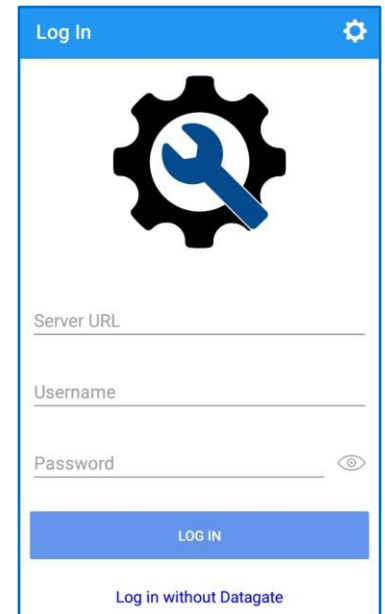 Log In
Server URL
Username
Password
LOG IN
Log in without Datagate